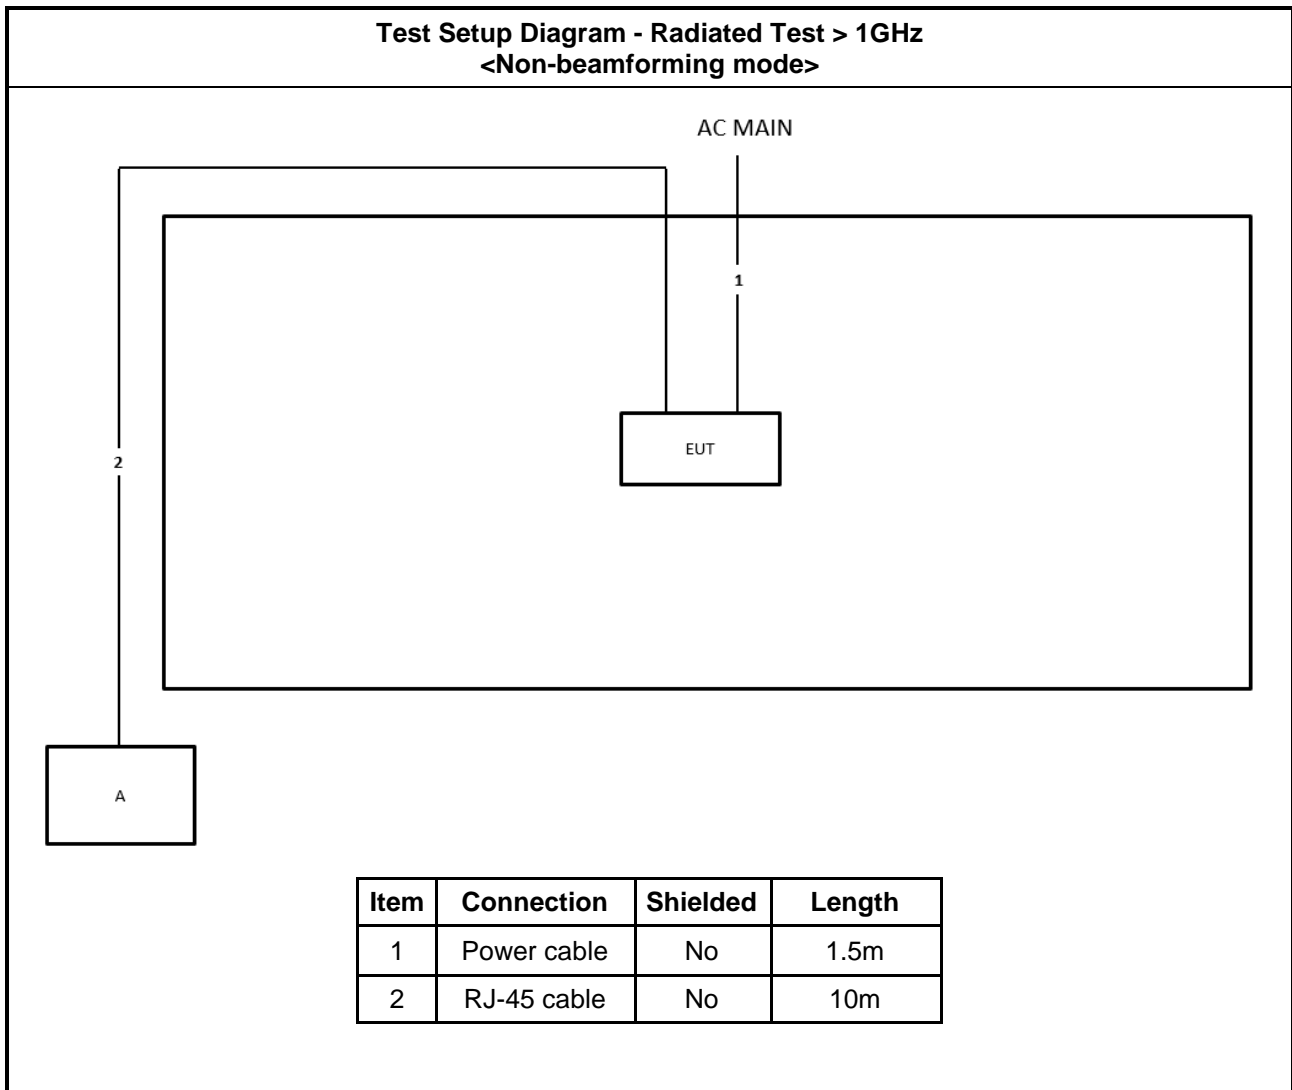 Test Setup Diagram - Radiated Test > 1GHz
<Non-beamforming mode>
AC MAIN
1
EUT
2
A
Item Connection Shielded Length
1 Power cable No 1.5m
2 RJ-45 cable No 10m